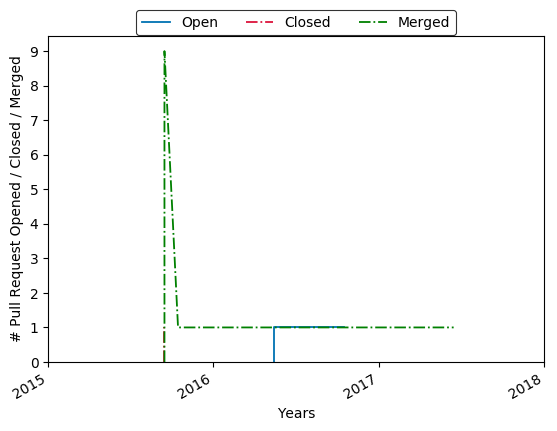 Open Closed Merged
# Pull Request Opened / Closed / Merged
9
8
7
6
5
4
3
2
1
0
2015 2016 2017 2018
Years